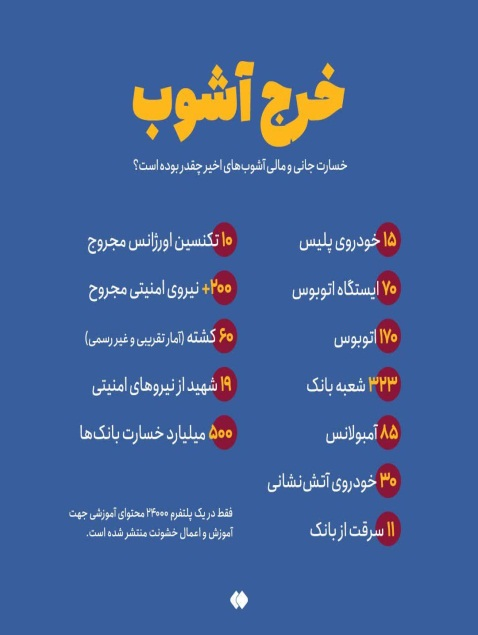 خرج آشوب
خسارت جانی و مالی آشوب‌های اخیر چقدر بوده است؟
۱۵ خودروی پلیس
۷۰ ایستگاه اتوبوس
۱۷۰ اتوبوس
۳۲۳ شعبه بانک
۸۵ آمبولانس
۳۰ خودروی آتش‌نشانی
۱۱ سرقت از بانک
۱۰ تکنسین اورژانس مجروح
۲۰۰+ نیروی امنیتی مجروح
۶۰ کشته (آمار تقریبی و غیر رسمی)
۱۹ شهید از نیروهای امنیتی
۵۰۰ میلیارد خسارت بانک‌ها
فقط در یک پلتفرم ۲۴۰۰۰ محتوای آموزشی جهت
آموزش و اعمال خشونت منتشر شده است.